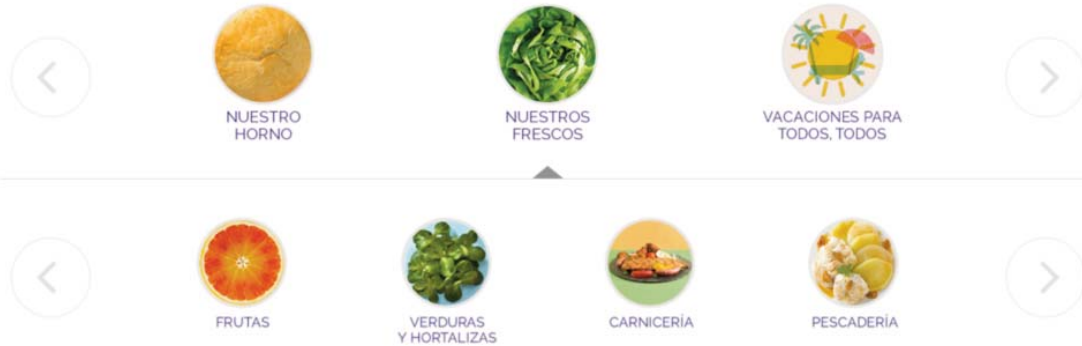 NUESTRO
HORNO
NUESTROS
FRESCOS
VACACIONES PARA
TODOS, TODOS
FRUTAS
VERDURAS
Y HORTALIZAS
CARNICERÍA
PESCADERÍA